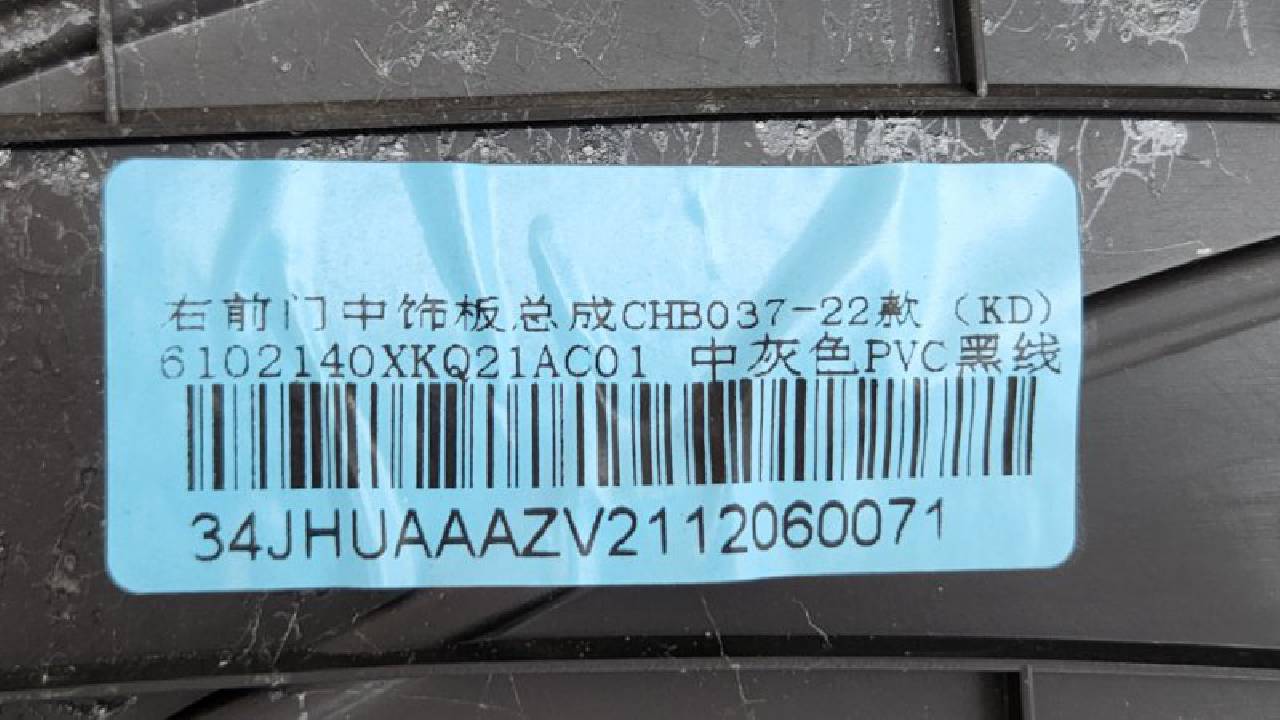 右前门中饰板总成CHB037-22款（KD）
6102140XKQ21AC01 中灰色PVC黑线
34JHUAAAZV2112060071